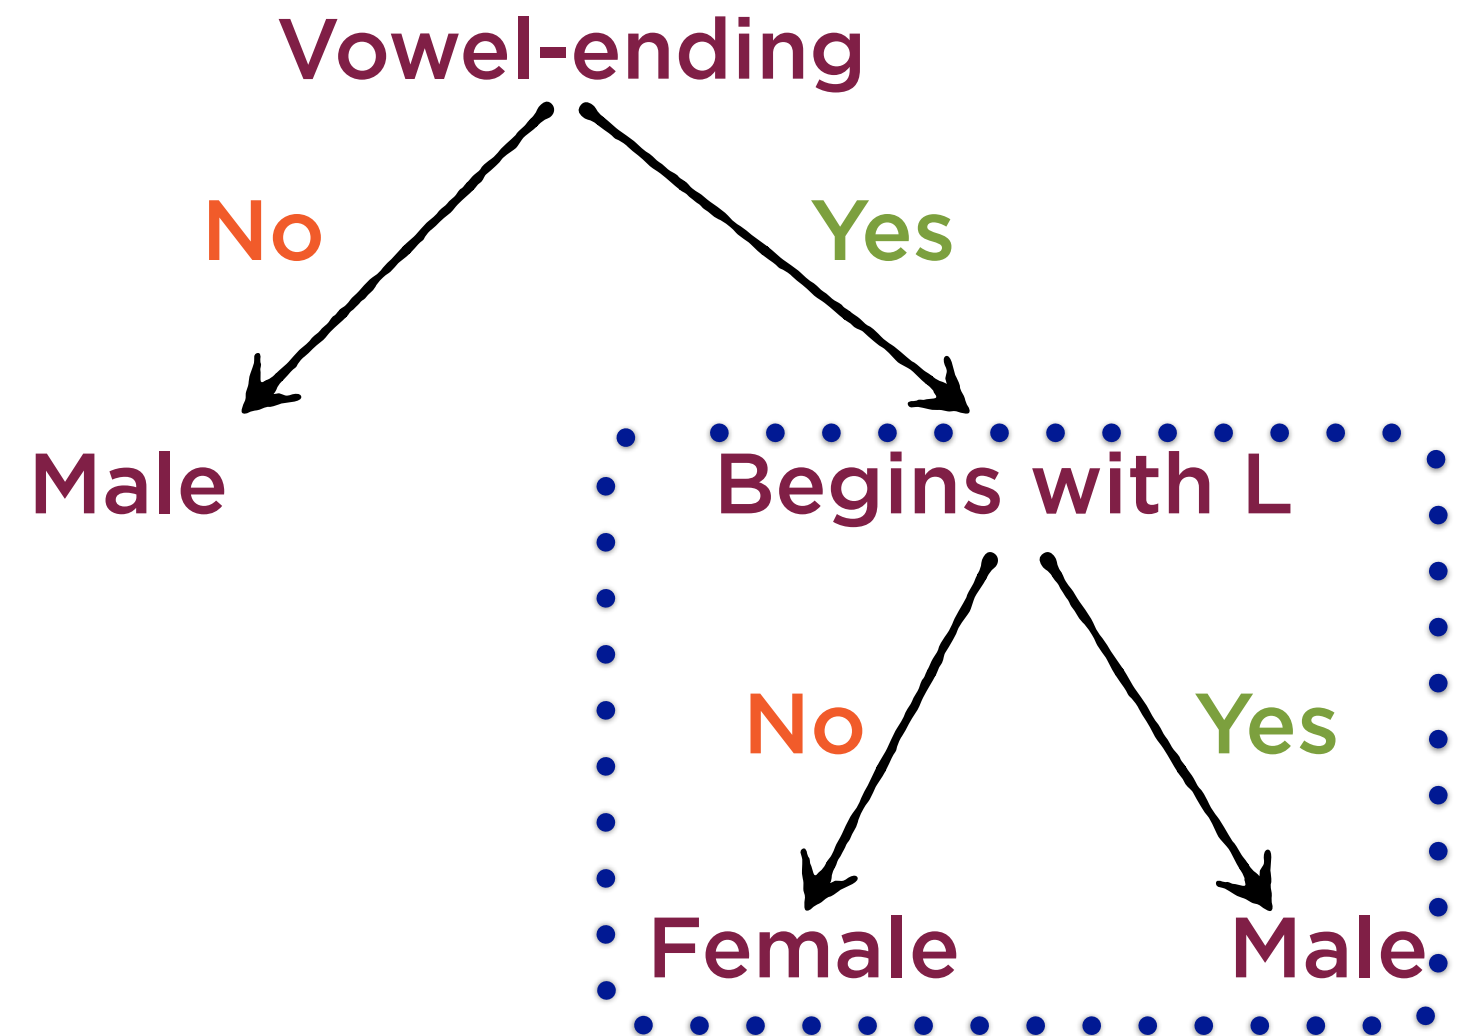 Vowel-ending
No
Yes
Male
Begins with L
No
Yes
Female
Male